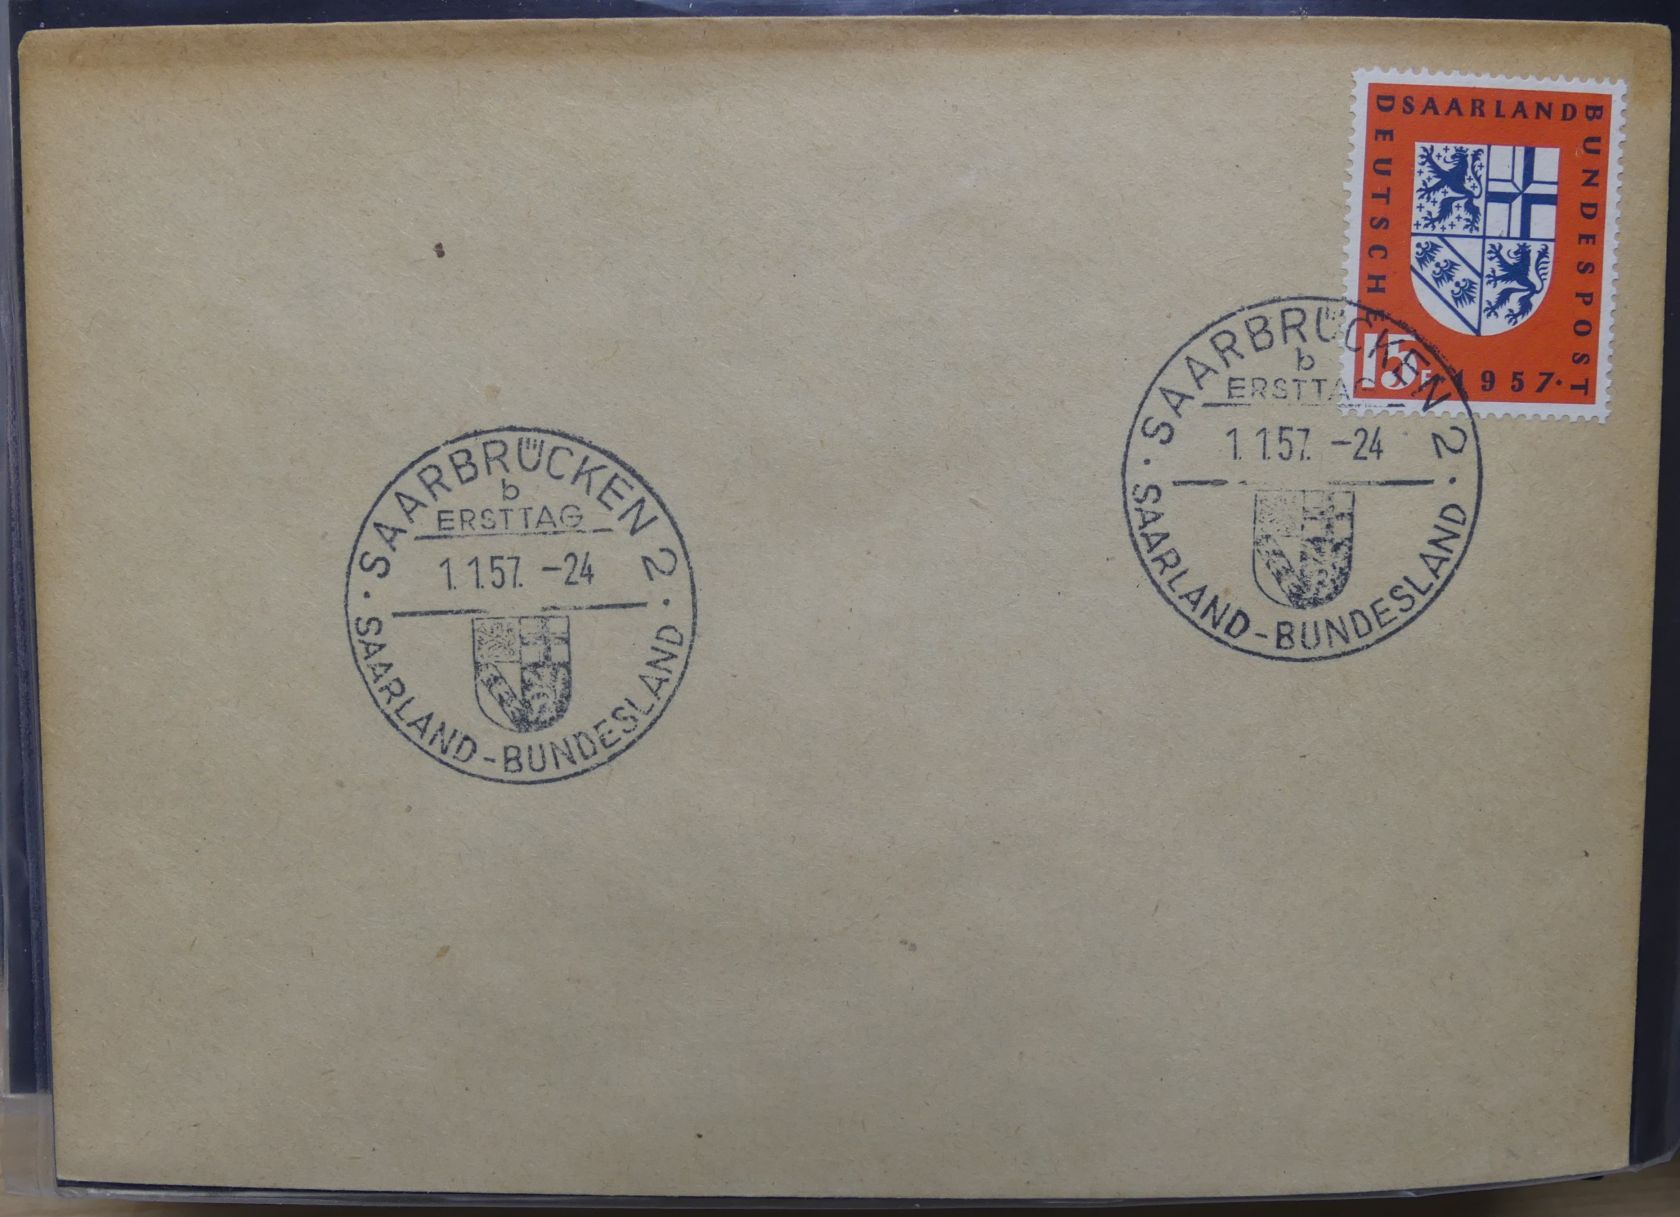 SAARLAND
DEUTSCHE
BUNDESPOST
15F 1957
SAARBRÜCKEN 2
b
ERSTTAG
1.1.57. -24
SAARLAND-BUNDESLAND
SAARBRÜCKEN 2
b
ERSTTAG
1.1.57. -24
SAARLAND-BUNDESLAND